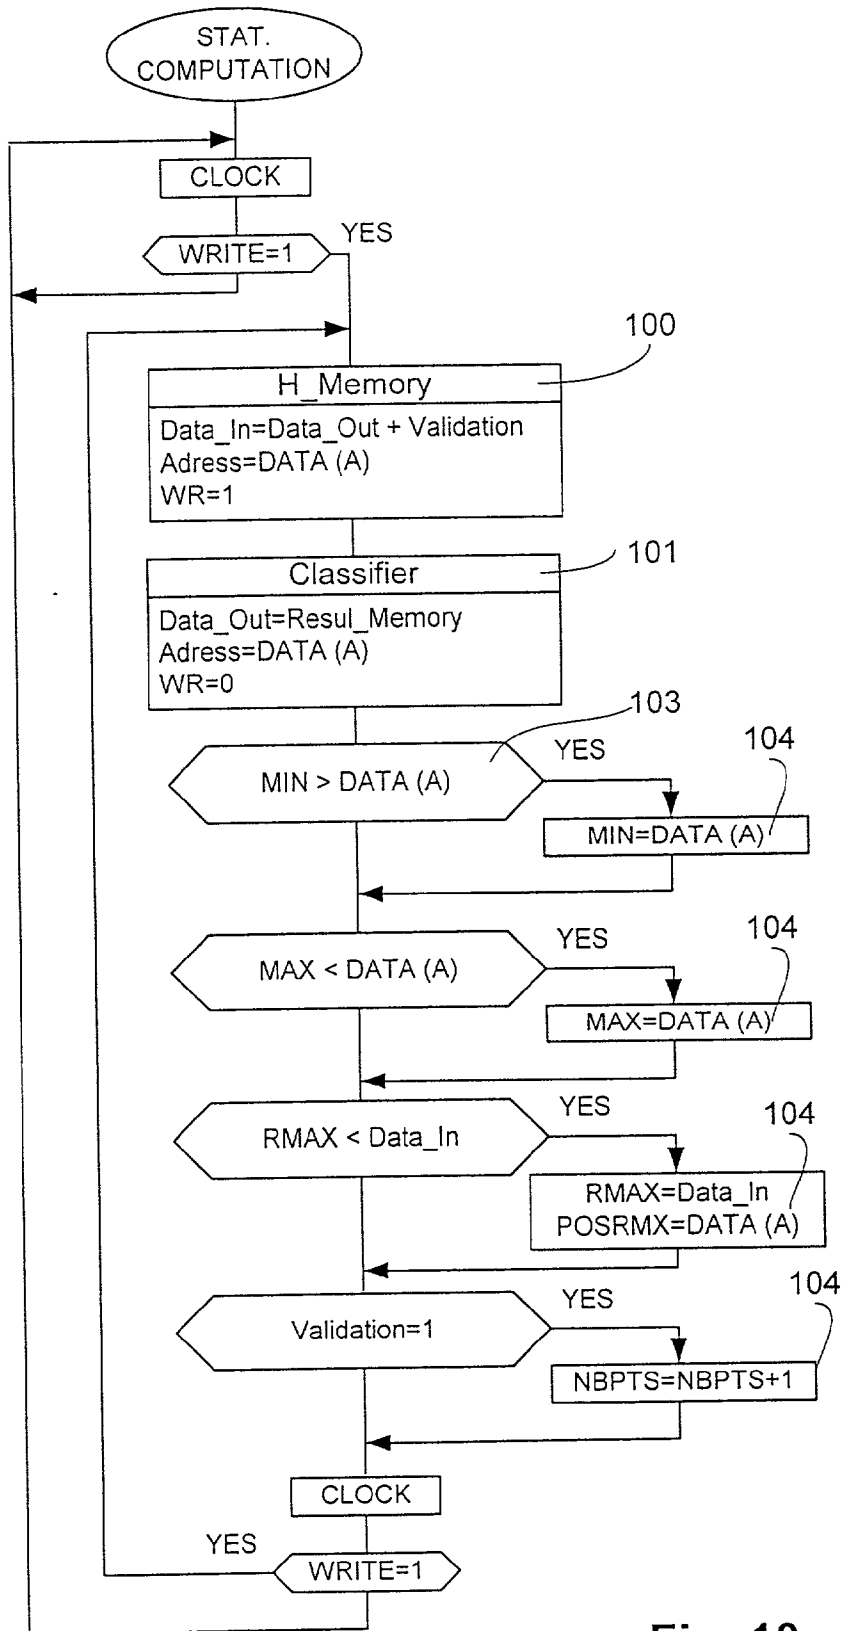 STAT.
COMPUTATION
CLOCK
WRITE=1
YES
100
H_Memory
Data_In=Data_Out + Validation
Adress=DATA (A)
WR=1
101
Classifier
Data_Out=Resul_Memory
Adress=DATA (A)
WR=0
103
MIN > DATA (A)
YES
104
MIN=DATA (A)
MAX < DATA (A)
YES
104
MAX=DATA (A)
RMAX < Data_In
YES
104
RMAX=Data_In
POSRMX=DATA (A)
Validation=1
YES
104
NBPTS=NBPTS+1
CLOCK
YES
WRITE=1